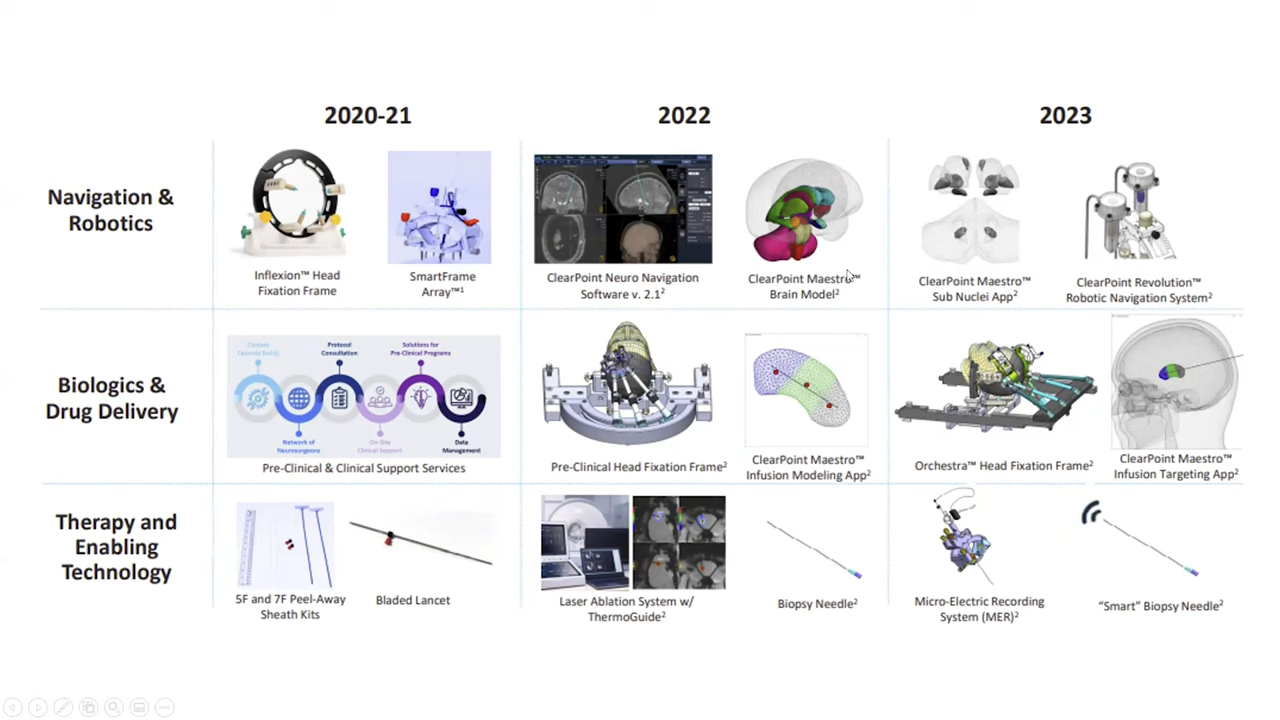 2020-21
2022
2023
Navigation &
Robotics
Inflexion™ Head
Fixation Frame
SmartFrame
Array™1
ClearPoint Neuro Navigation
Software v. 2.1²
ClearPoint Maestro™
Brain Model²
ClearPoint Maestro™
Sub Nuclei App²
ClearPoint Revolution™
Robotic Navigation System²
Biologics &
Drug Delivery
Protocol
Consultation
Solutions for
Pre-Clinical Programs
Network of
Neurosurgeons
On-Site
Clinical Support
Data
Management
Pre-Clinical & Clinical Support Services
Pre-Clinical Head Fixation Frame²
ClearPoint Maestro™
Infusion Modeling App²
Orchestra™ Head Fixation Frame²
ClearPoint Maestro™
Infusion Targeting App²
Therapy and
Enabling
Technology
5F and 7F Peel-Away
Sheath Kits
Bladed Lancet
Laser Ablation System w/
ThermoGuide²
Biopsy Needle²
Micro-Electric Recording
System (MER)²
“Smart” Biopsy Needle²